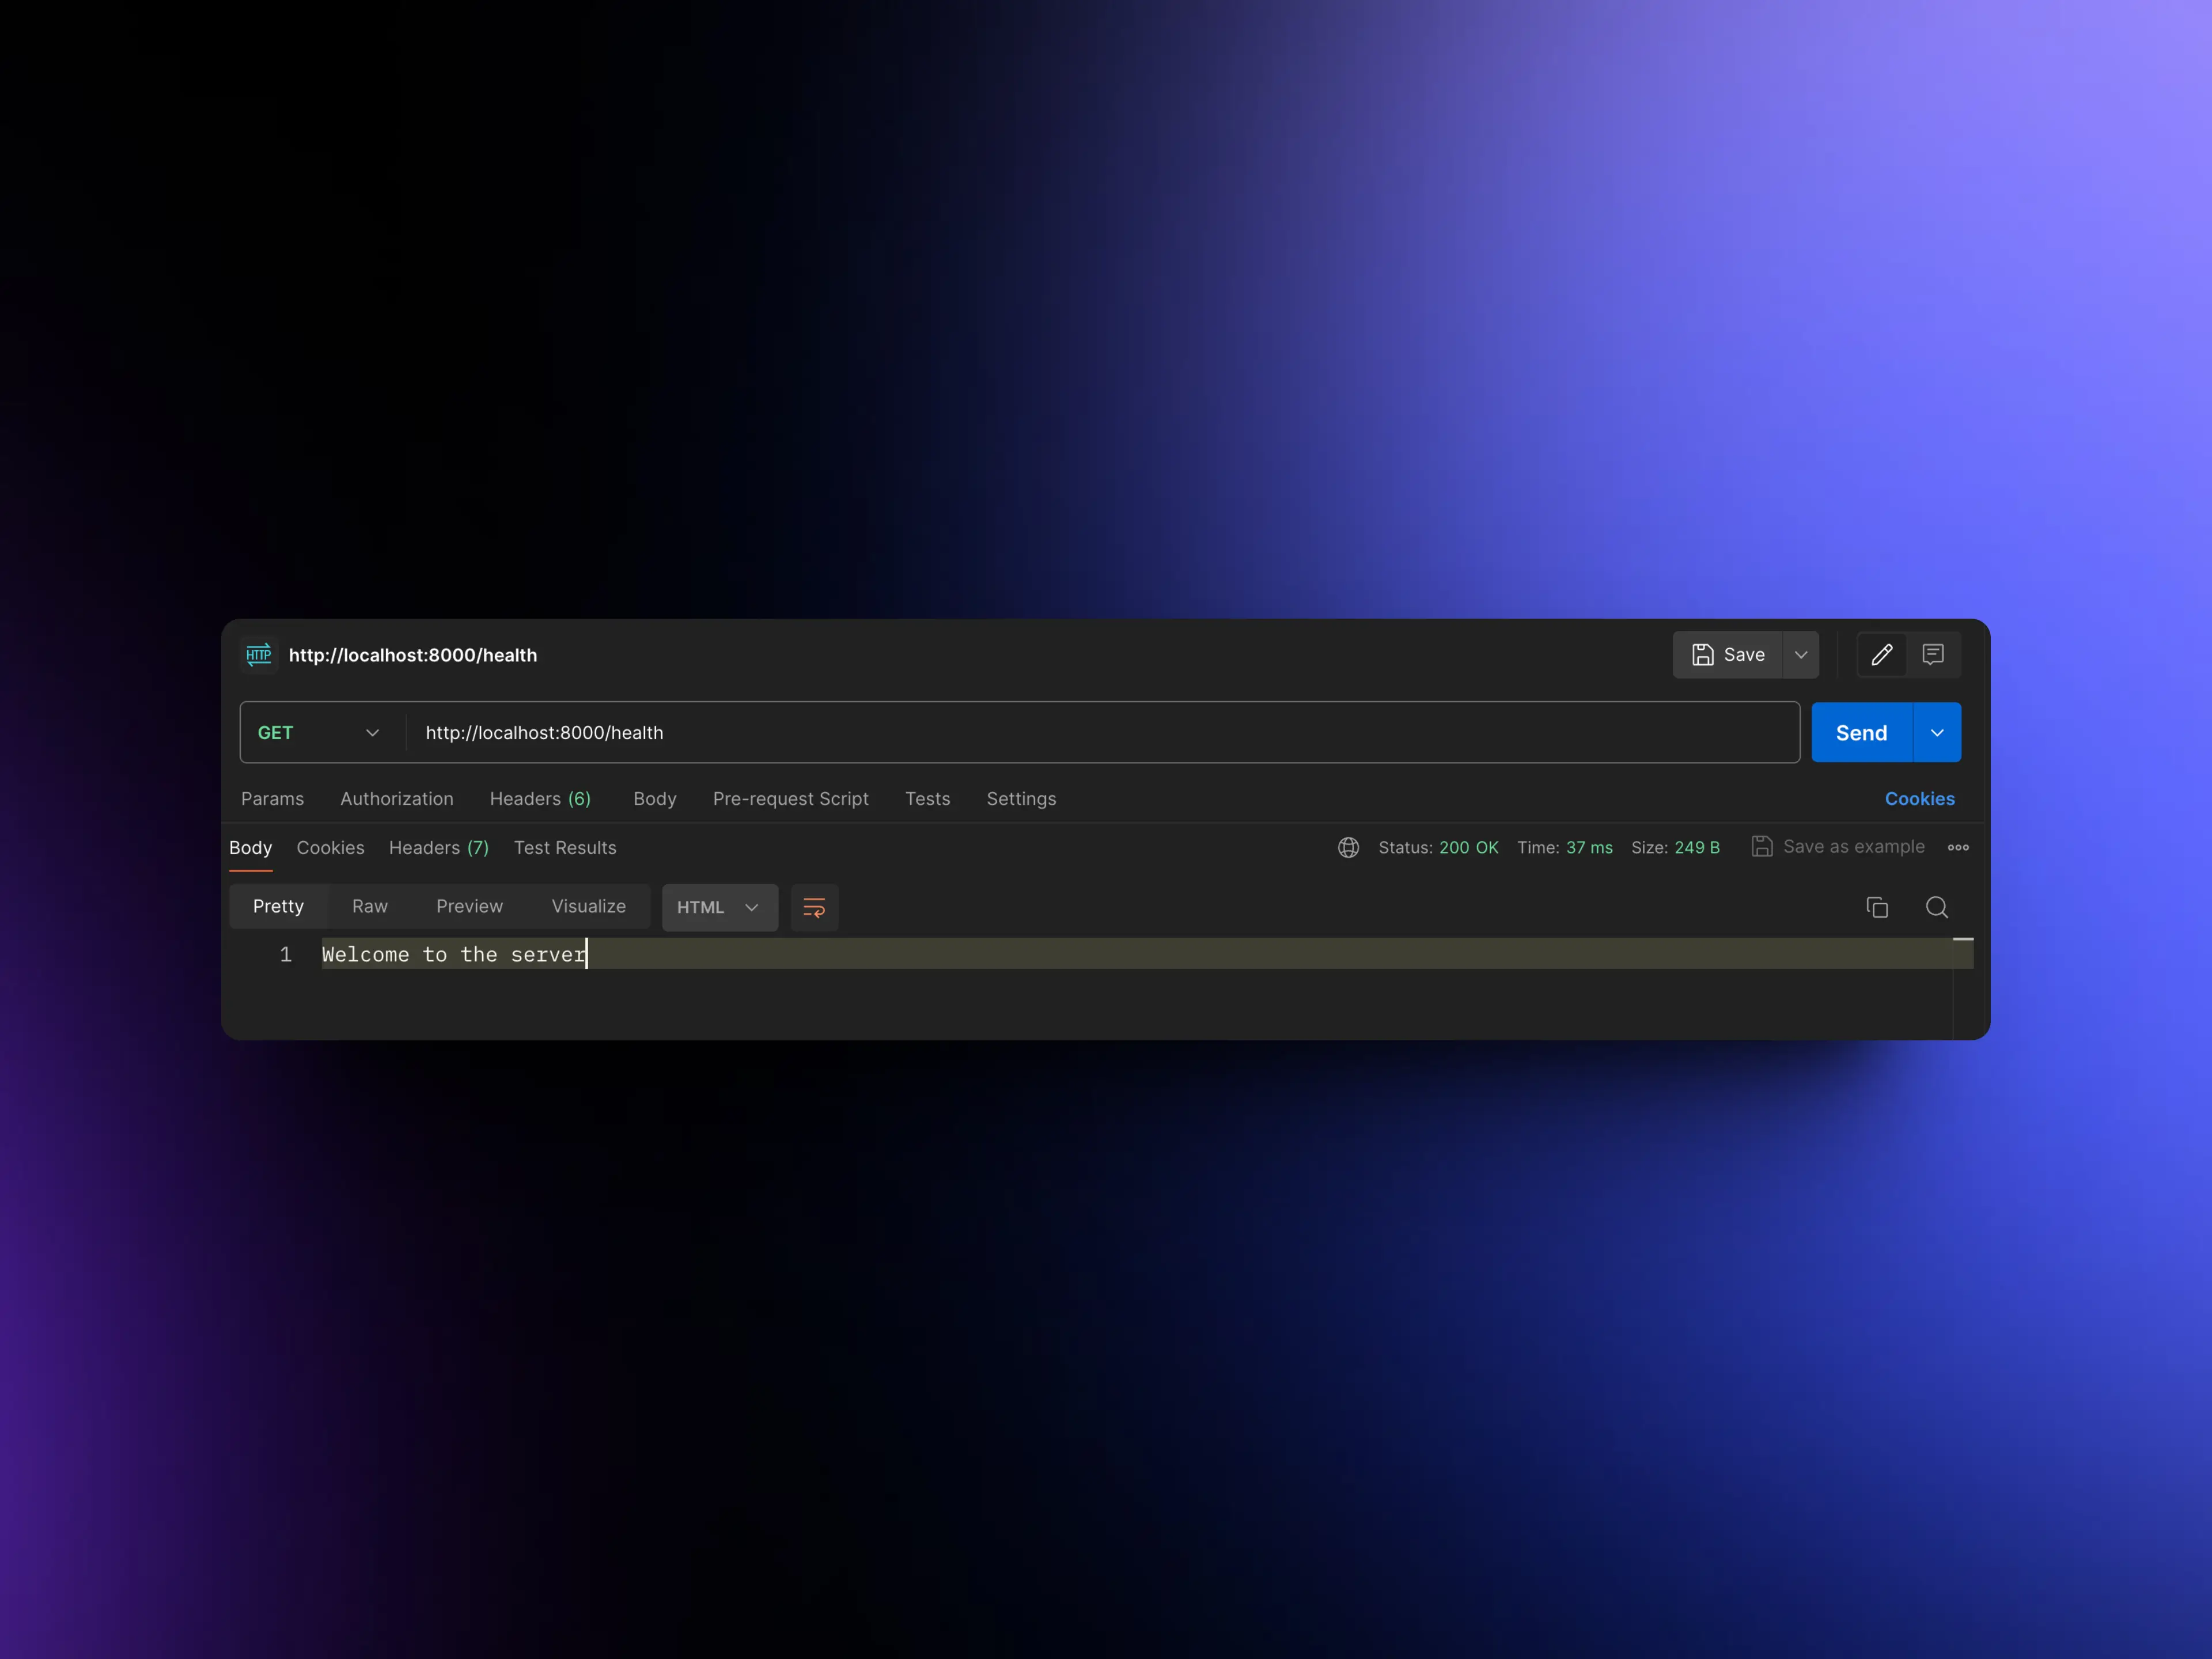 HTTP http://localhost:8000/health Save
GET http://localhost:8000/health Send
Params Authorization Headers (6) Body Pre-request Script Tests Settings Cookies
Body Cookies Headers (7) Test Results Status: 200 OK Time: 37 ms Size: 249 B Save as example
Pretty Raw Preview Visualize HTML
1 Welcome to the server